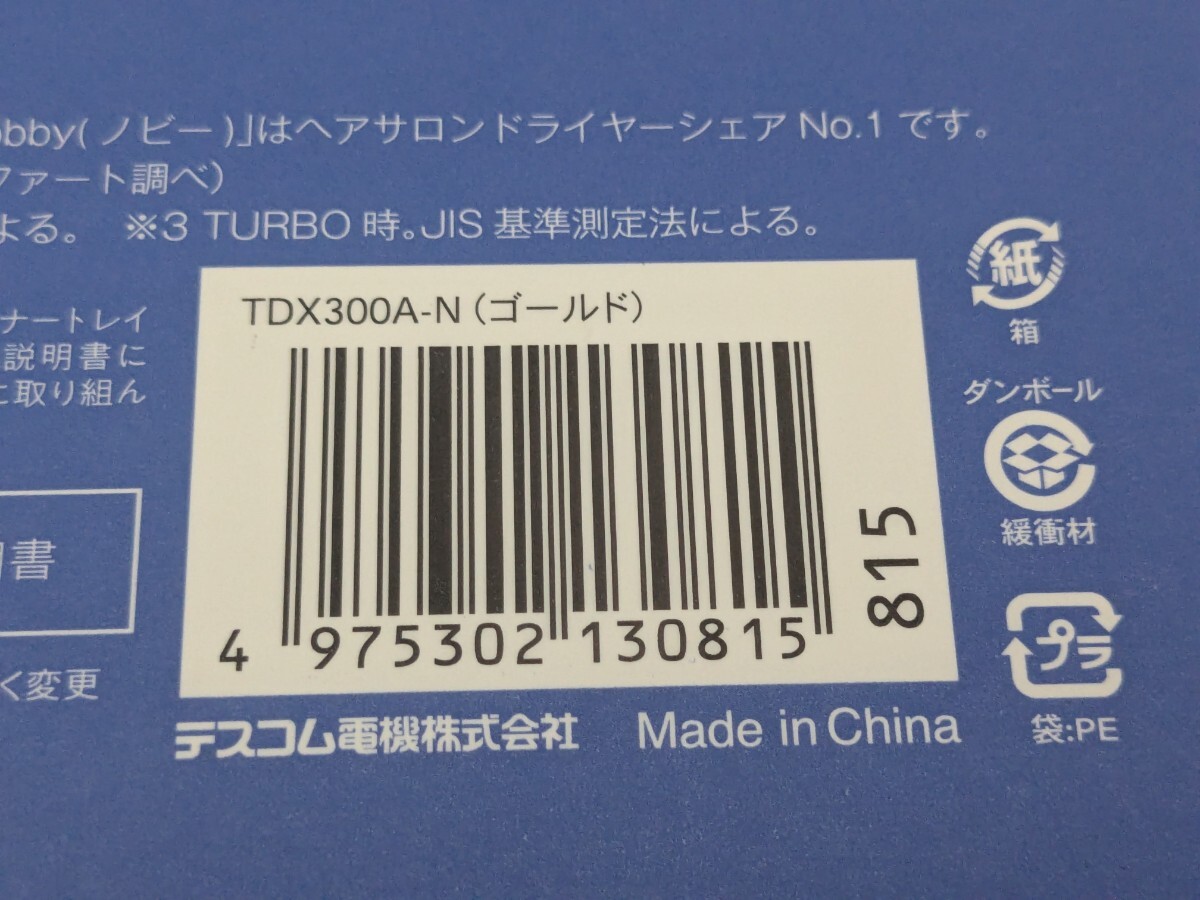 obby(ノビー)」はヘアサロンドライヤーシェア No.1 です。
ファート調べ)
よる。 ※3 TURBO 時。JIS 基準測定法による。
ナートレイ
説明書に
に取り組ん
書
く変更
TDX300A-N(ゴールド)
4 975302 130815
815
テスコム電機株式会社
Made in China
紙
箱
ダンボール
緩衝材
プラ
袋:PE